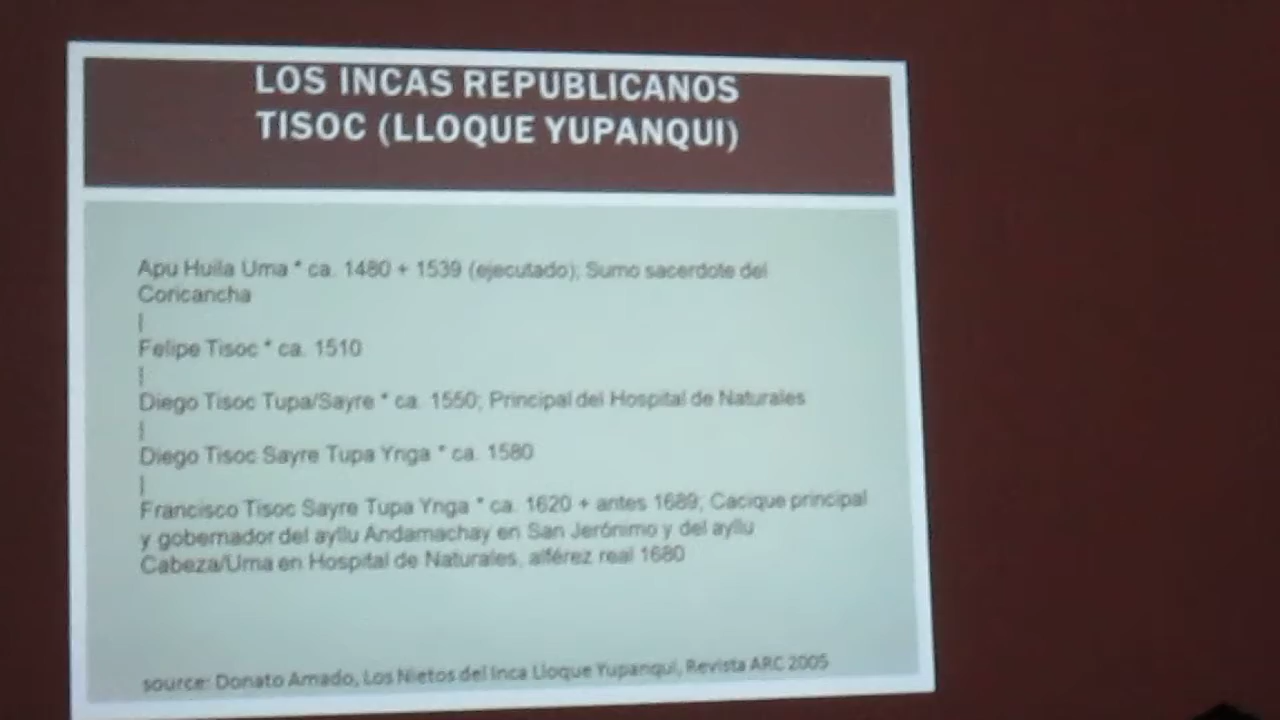 LOS INCAS REPUBLICANOS
TISOC (LLOQUE YUPANQUI)
Apu Huila Uma * ca. 1480 + 1539 (ejecutado); Sumo sacerdote del
Coricancha
|
Felipe Tisoc * ca. 1510
|
Diego Tisoc Tupa/Sayre * ca. 1550; Principal del Hospital de Naturales
|
Diego Tisoc Sayre Tupa Ynga * ca. 1580
|
Francisco Tisoc Sayre Tupa Ynga * ca. 1620 + antes 1689; Cacique principal
y gobernador del ayllu Andamachay en San Jerónimo y del ayllu
Cabeza/Uma en Hospital de Naturales, alférez real 1680
source: Donato Amado, Los Nietos del Inca Lloque Yupanqui, Revista ARC 2005